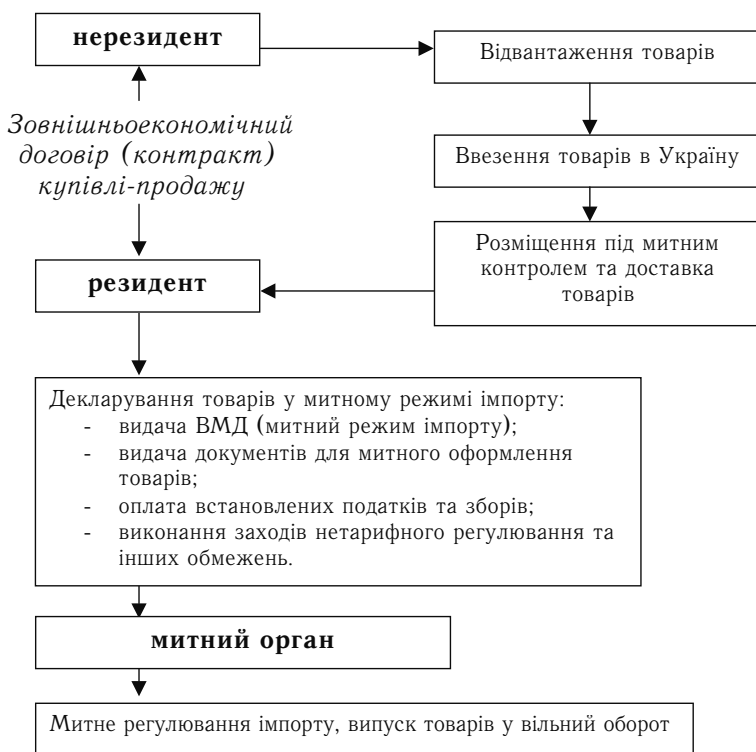 нерезидент
Відвантаження товарів
Зовнішньоекономічний
договір (контракт)
купівлі-продажу
Ввезення товарів в Україну
Розміщення під митним
контролем та доставка
товарів
резидент
Декларування товарів у митному режимі імпорту:
- видача ВМД (митний режим імпорту);
- видача документів для митного оформлення
товарів;
- оплата встановлених податків та зборів;
- виконання заходів нетарифного регулювання та
інших обмежень.
митний орган
Митне регулювання імпорту, випуск товарів у вільний оборот